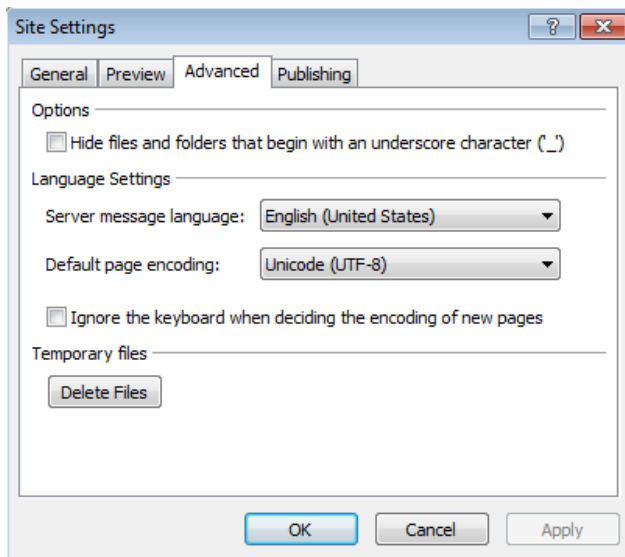 Site Settings
General Preview Advanced Publishing
Options
Hide files and folders that begin with an underscore character ('_')
Language Settings
Server message language: English (United States)
Default page encoding: Unicode (UTF-8)
Ignore the keyboard when deciding the encoding of new pages
Temporary files
Delete Files
OK Cancel Apply